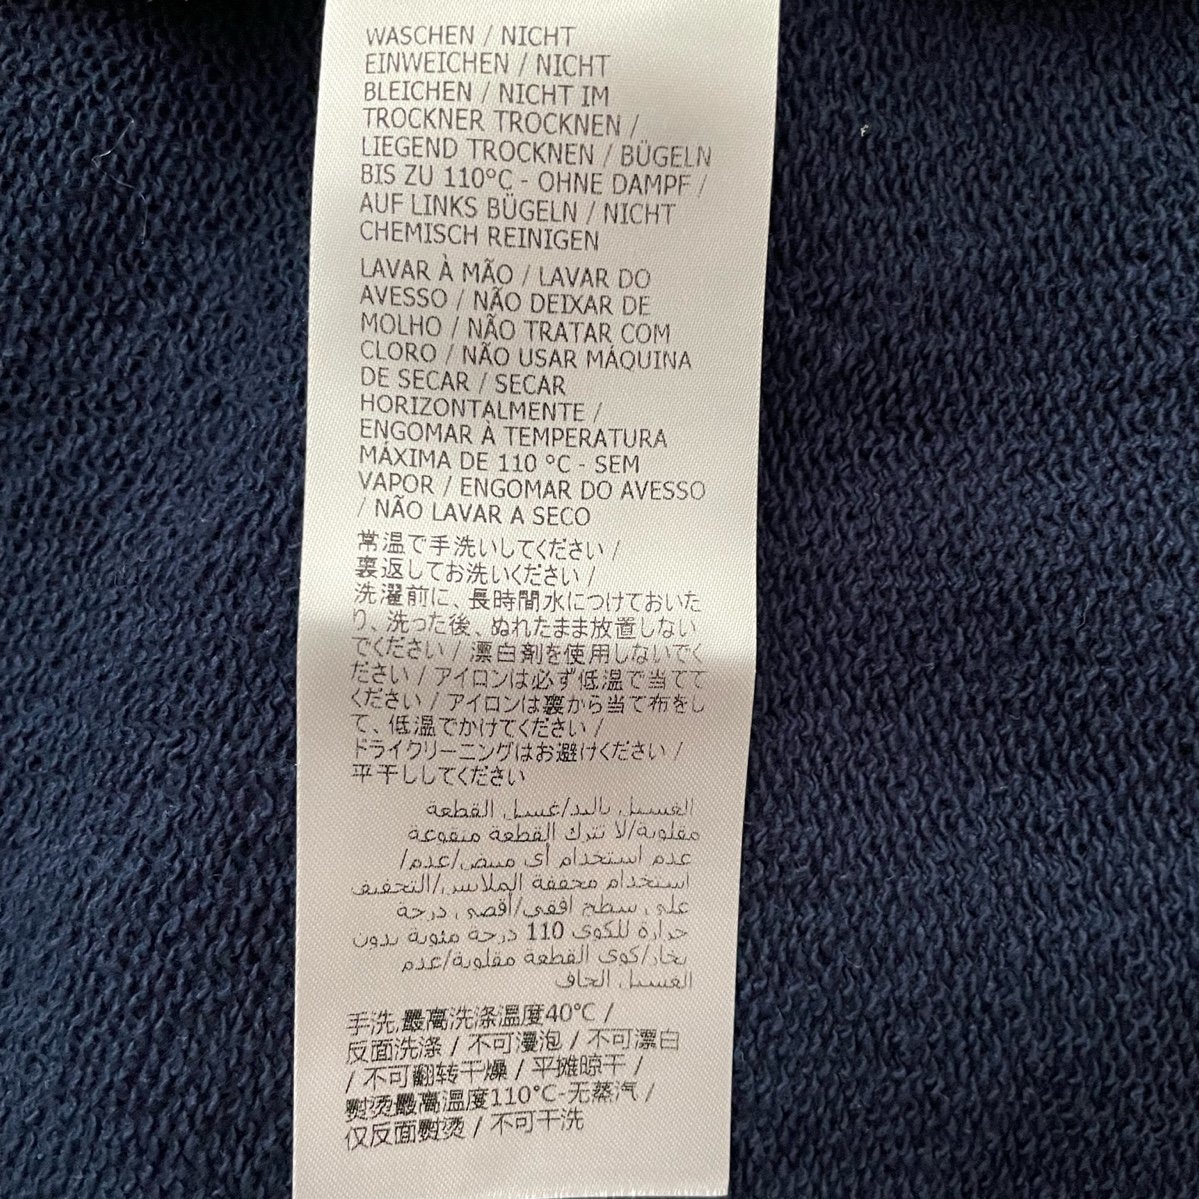 WASCHEN / NICHT
EINWEICHEN / NICHT
BLEICHEN / NICHT IM
TROCKNER TROCKNEN /
LIEGEND TROCKNEN / BÜGELN
BIS ZU 110°C - OHNE DAMPF /
AUF LINKS BÜGELN / NICHT
CHEMISCH REINIGEN
LAVAR À MÃO / LAVAR DO
AVESSO / NÃO DEIXAR DE
MOLHO / NÃO TRATAR COM
CLORO / NÃO USAR MÁQUINA
DE SECAR / SECAR
HORIZONTALMENTE /
ENGOMAR À TEMPERATURA
MÁXIMA DE 110 °C - SEM
VAPOR / ENGOMAR DO AVESSO
/ NÃO LAVAR A SECO
常温で手洗いしてください /
裏返してお洗いください /
洗濯前に、長時間水につけておいた
り、洗った後、ぬれたまま放置しない
でください / 漂白剤を使用しないでく
ださい / アイロンは必ず低温で当てて
ください / アイロンは裏から当て布をし
て、低温でかけてください /
ドライクリーニングはお避けください /
平干ししてください
الغسيل باليد/غسيل القطعة
مقلوبة/لا تترك القطعة منقوعة
/عدم استخدام أي مبيض/عدم
استخدام مجففة الملابس/التجفيف
على سطح افقي/أقصى درجة
حرارة للكوي 110 درجة مئوية بدون
بخار/كوي القطعة مقلوبة/عدم
الغسيل الجاف
手洗,最高洗涤温度40°C /
反面洗涤 / 不可漫泡 / 不可漂白
/ 不可翻转干燥 / 平摊晾干 /
熨烫最高温度110°C-无蒸汽 /
仅反面熨烫 / 不可干洗